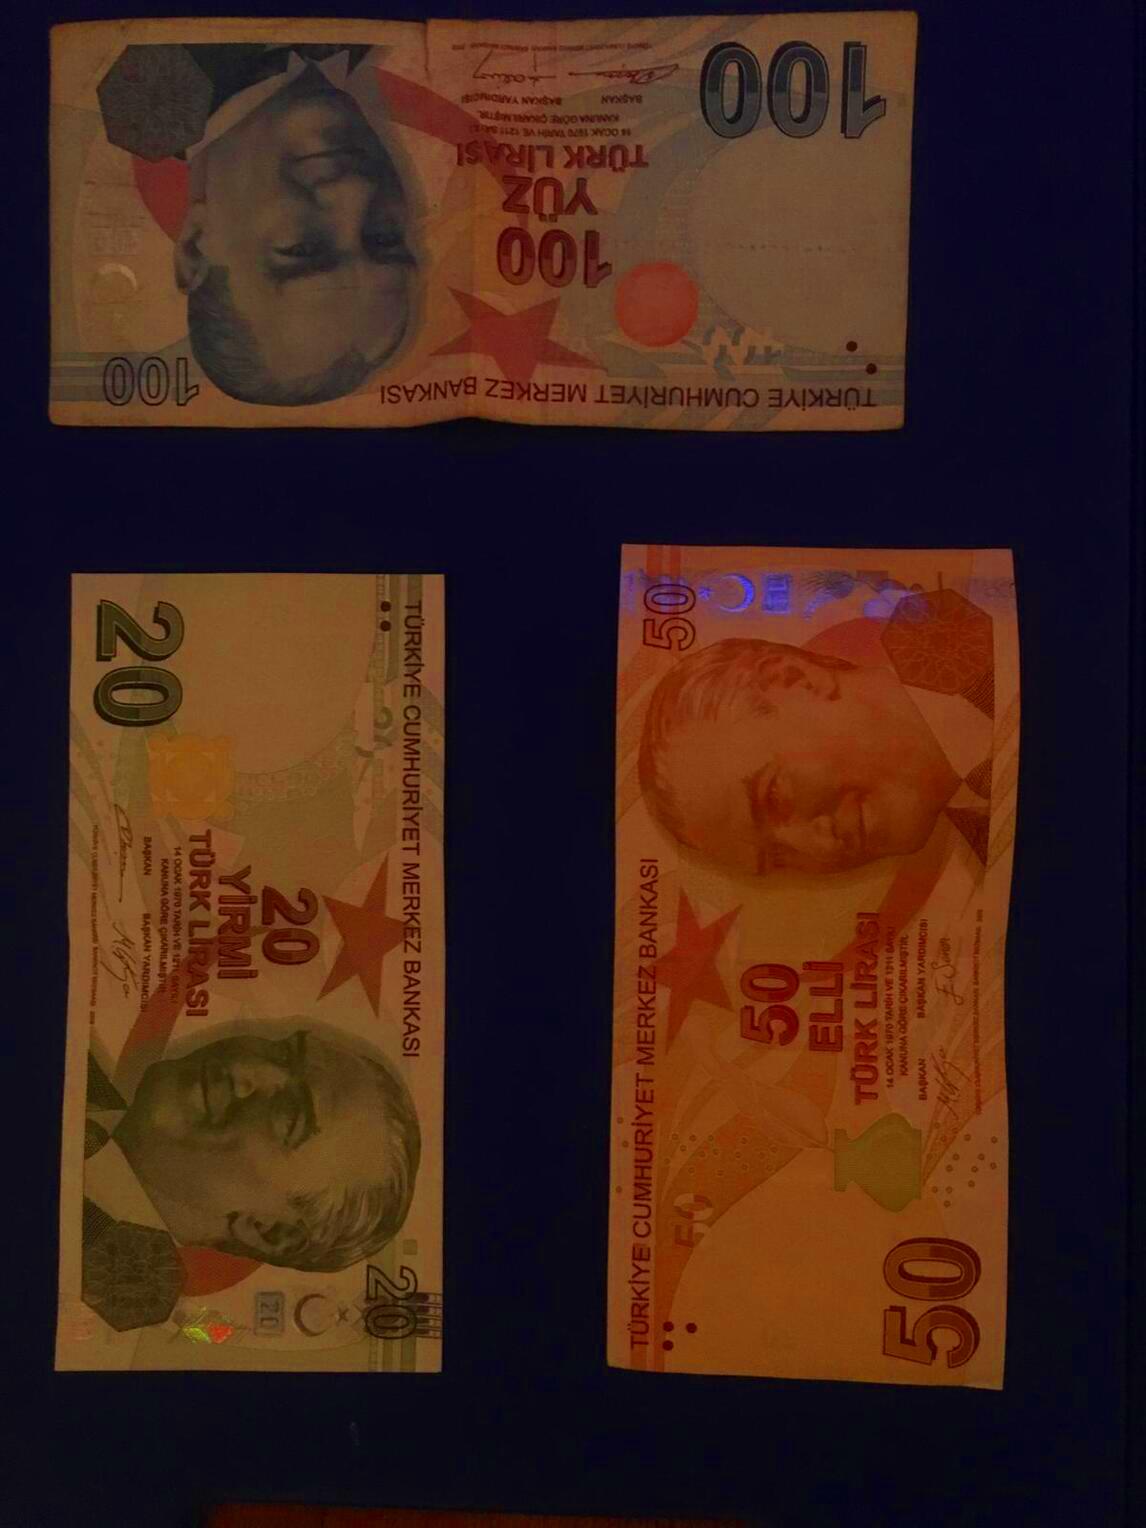 100
TÜRKİYE CUMHURİYET MERKEZ BANKASI
100
YÜZ
TÜRK LİRASI
14 OCAK 1970 TARİH VE 1211
KANUNA GÖRE ÇIKARILMIŞTIR.
BAŞKAN
BAŞKAN YARDIMCISI
100
TÜRKİYE CUMHURİYET MERKEZ BANKASI
20
20
YİRMİ
TÜRK LİRASI
14 OCAK 1970 TARİH VE 1211 SAYILI
KANUNA GÖRE ÇIKARILMIŞTIR.
BAŞKAN
BAŞKAN YARDIMCISI
20
20
50
TÜRKİYE CUMHURİYET MERKEZ BANKASI
50
ELLİ
TÜRK LİRASI
14 OCAK 1970 TARİH VE 1211 SAYILI
KANUNA GÖRE ÇIKARILMIŞTIR.
BAŞKAN
BAŞKAN YARDIMCISI
50